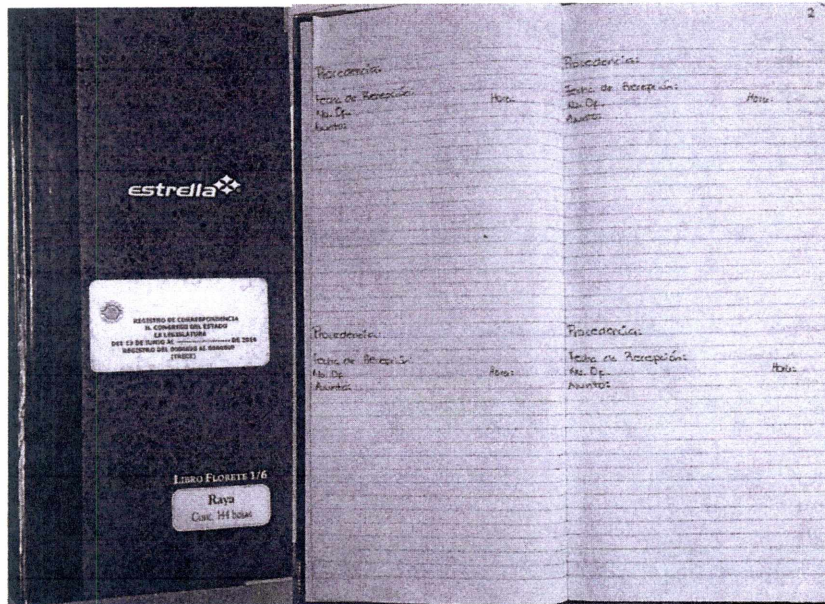 estrella
REGISTRO DE CORRESPONDENCIA
H. CONGRESO DEL ESTADO
LX LEGISLATURA
DEL 13 DE JUNIO AL DE 2016
REGISTRO DEL AL
(TRECE)
LIBRO FLORETE 1/6
Raya
Cont. 144 hojas
2
Procedencia:
Fecha de Recepción: Hora:
No. Of.
Asunto:
Procedencia:
Fecha de Recepción:
No. Of. Hora:
Asunto:
Procedencia:
Fecha de Recepción:
No. Of. Hora:
Asunto:
Procedencia:
Fecha de Recepción:
No. Of. Hora:
Asunto: